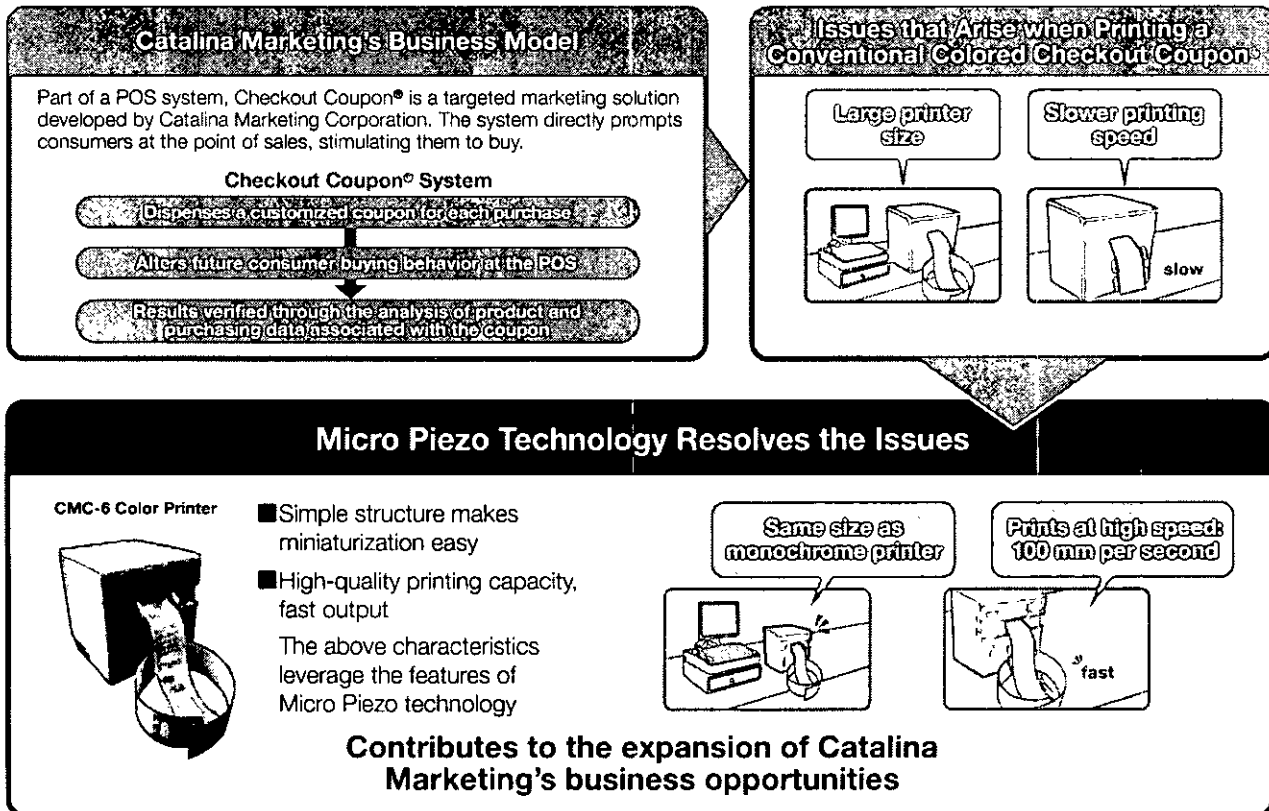 Catalina Marketing's Business Model
Part of a POS system, Checkout Coupon® is a targeted marketing solution
developed by Catalina Marketing Corporation. The system directly prompts
consumers at the point of sales, stimulating them to buy.
Checkout Coupon® System
Dispenses a customized coupon for each purchase
Alters future consumer buying behavior at the POS
Results verified through the analysis of product and
purchasing data associated with the coupon
Issues that Arise when Printing a
Conventional Colored Checkout Coupon®
Large printer
size
Slower printing
speed
slow
Micro Piezo Technology Resolves the Issues
CMC-6 Color Printer
■Simple structure makes
miniaturization easy
■High-quality printing capacity,
fast output
The above characteristics
leverage the features of
Micro Piezo technology
Same size as
monochrome printer
Prints at high speed:
100 mm per second
fast
Contributes to the expansion of Catalina
Marketing's business opportunities